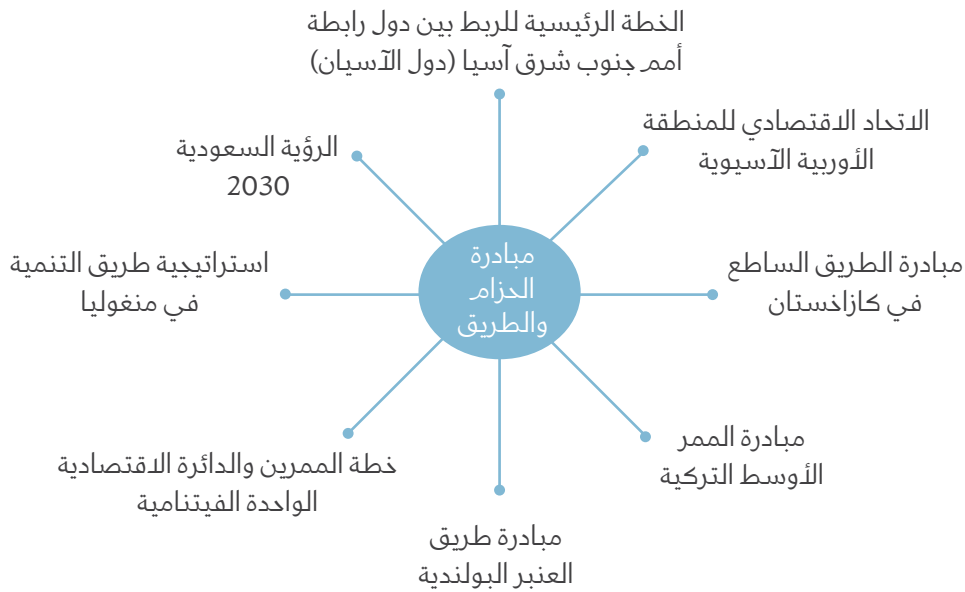 الخطة الرئيسية للربط بين دول رابطة
أمم جنوب شرق آسيا (دول الآسيان)
الاتحاد الاقتصادي للمنطقة
الأوربية الآسيوية
الرؤية السعودية
2030
مبادرة
الحزام
والطريق
مبادرة الطريق الساطع
في كازاخستان
استراتيجية طريق التنمية
في منغوليا
مبادرة الممر
الأوسط التركية
خطة الممرين والدائرة الاقتصادية
الواحدة الفيتنامية
مبادرة طريق
العنبر البولندية